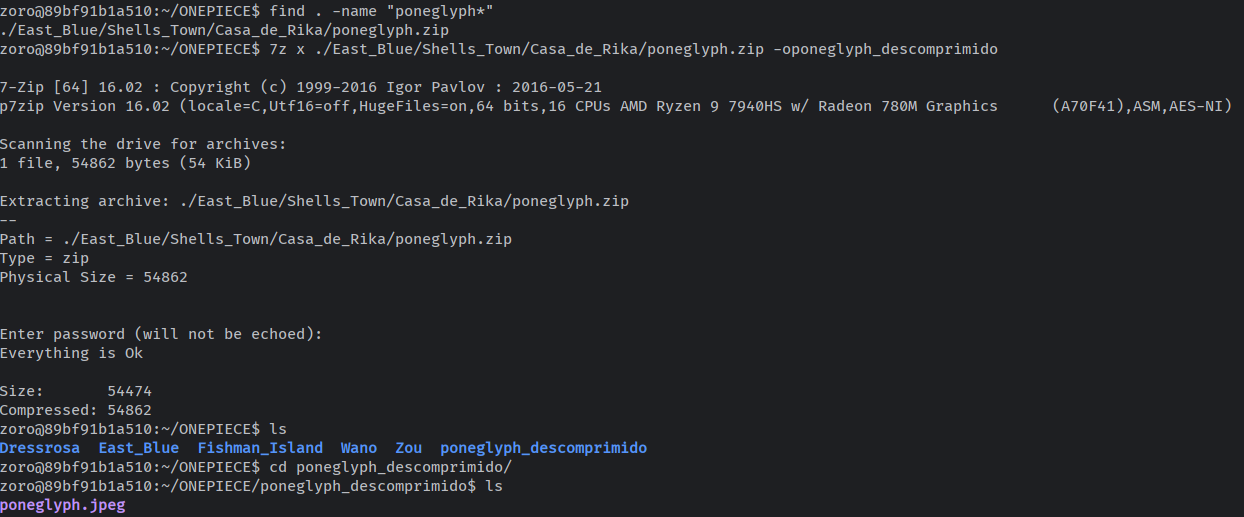 zoro@89bf91b1a510:~/ONEPIECE$ find . -name "poneglyph*"
./East_Blue/Shells_Town/Casa_de_Rika/poneglyph.zip
zoro@89bf91b1a510:~/ONEPIECE$ 7z x ./East_Blue/Shells_Town/Casa_de_Rika/poneglyph.zip -oponeglyph_descomprimido
7-Zip [64] 16.02 : Copyright (c) 1999-2016 Igor Pavlov : 2016-05-21
p7zip Version 16.02 (locale=C,Utf16=off,HugeFiles=on,64 bits,16 CPUs AMD Ryzen 9 7940HS w/ Radeon 780M Graphics      (A70F41),ASM,AES-NI)
Scanning the drive for archives:
1 file, 54862 bytes (54 KiB)
Extracting archive: ./East_Blue/Shells_Town/Casa_de_Rika/poneglyph.zip
--
Path = ./East_Blue/Shells_Town/Casa_de_Rika/poneglyph.zip
Type = zip
Physical Size = 54862
Enter password (will not be echoed):
Everything is Ok
Size:       54474
Compressed: 54862
zoro@89bf91b1a510:~/ONEPIECE$ ls
Dressrosa  East_Blue  Fishman_Island  Wano  Zou  poneglyph_descomprimido
zoro@89bf91b1a510:~/ONEPIECE$ cd poneglyph_descomprimido/
zoro@89bf91b1a510:~/ONEPIECE/poneglyph_descomprimido$ ls
poneglyph.jpeg